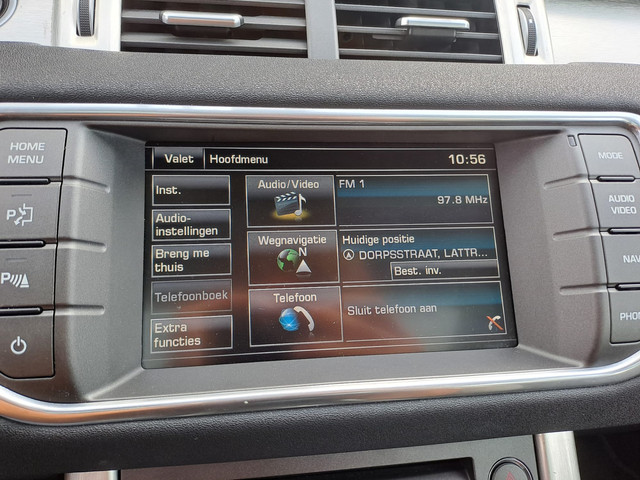 HOME
MENU
Valet
Hoofdmenu
10:56
MODE
Inst.
Audio/Video
FM 1
97.8 MHz
AUDIO
VIDEO
Audio-
instellingen
Wegnavigatie
N
Huidige positie
DORPSSTRAAT, LATTR...
Best. inv.
Breng me
thuis
NAV
P
Telefoonboek
Telefoon
Sluit telefoon aan
Extra
functies